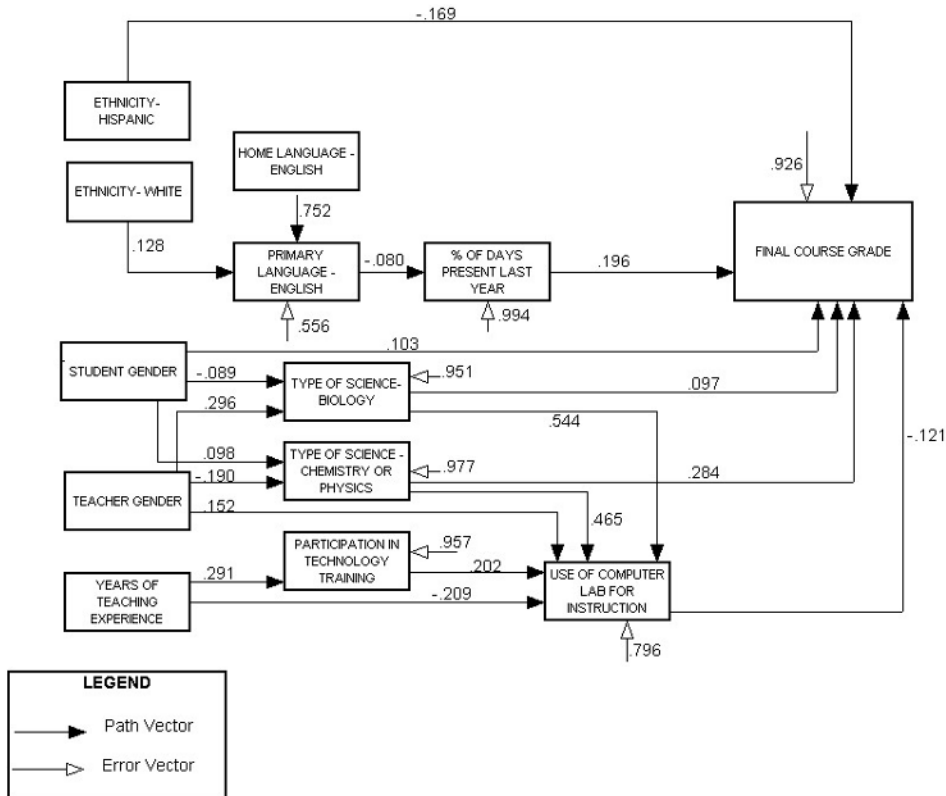 -.169
ETHNICITY-
HISPANIC
HOME LANGUAGE -
ENGLISH
.926
ETHNICITY- WHITE
.752
.128
PRIMARY
LANGUAGE -
ENGLISH
-.080
% OF DAYS
PRESENT LAST
YEAR
.196
FINAL COURSE GRADE
.556
.994
.103
STUDENT GENDER
-.089
TYPE OF SCIENCE-
BIOLOGY
.951
.097
.296
.544
-.121
.098
TYPE OF SCIENCE -
CHEMISTRY OR
PHYSICS
.977
-.190
.284
TEACHER GENDER
.152
.465
PARTICIPATION IN
TECHNOLOGY
TRAINING
.957
.291
.202
YEARS OF
TEACHING
EXPERIENCE
-.209
USE OF COMPUTER
LAB FOR
INSTRUCTION
.796
LEGEND
Path Vector
Error Vector